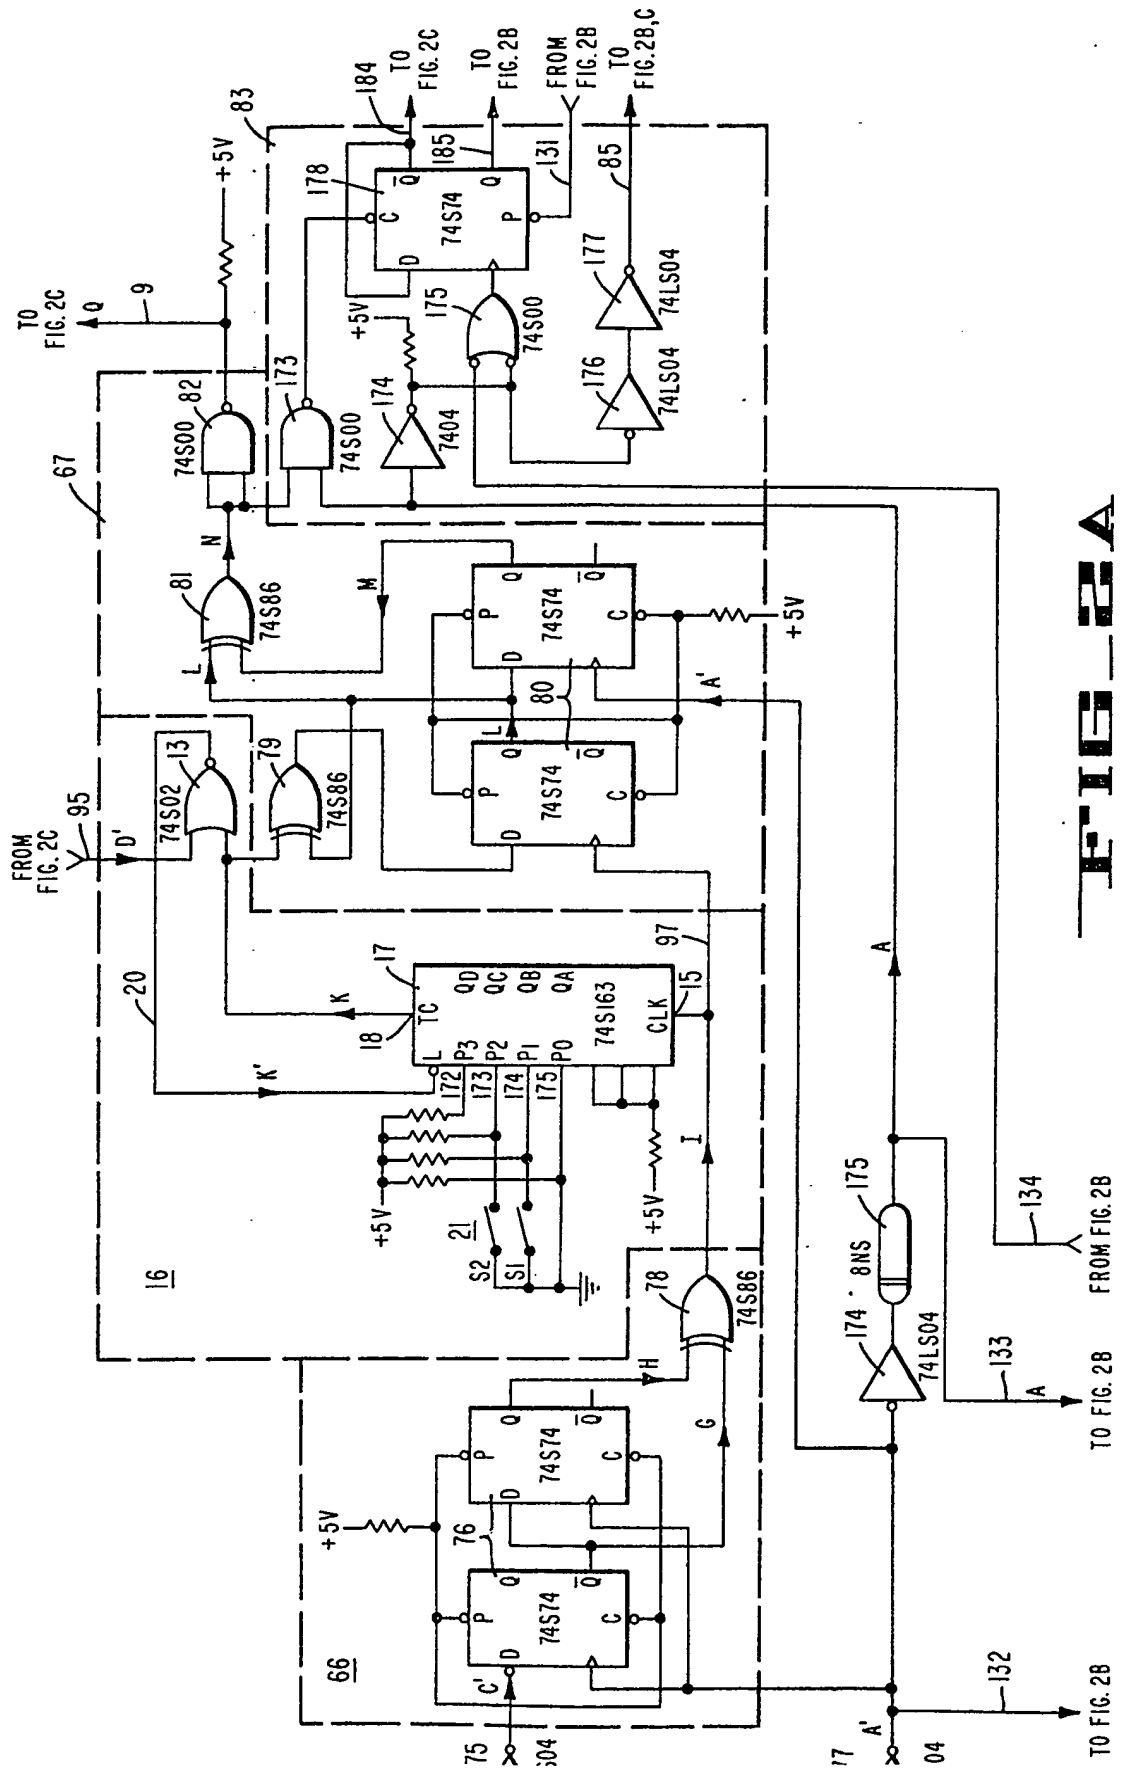 TO
FIG. 2C
Q
9
+5V
83
184
TO
FIG. 2C
TO
FIG. 2B
FROM
FIG. 2B
TO
FIG. 2B,C
67
82
74S00
173
74S00
178
Q
C
D
74S74
Q
P
185
131
85
+5V
174
7404
175
74S00
176
74LS04
177
74LS04
N
81
74S86
L
M
P
Q
D
74S74
Q
C
80
+5V
A'
L
P
Q
D
74S74
Q
C
FROM
FIG. 2C
95
D'
13
74S02
79
74S86
20
K
K'
17
18
TC
L
QD
QC
QB
QA
P3
P2
P1
P0
172
173
174
175
74S163
CLK
15
97
+5V
+5V
21
S2
S1
16
I
78
74S86
H
G
+5V
76
P
Q
D
74S74
Q
C
P
Q
D
74S74
Q
C
66
C'
75
S04
A
175
8NS
174
74LS04
134
FROM FIG. 2B
133
A
TO FIG. 2B
132
TO FIG. 2B
A'
77
04
FIG_2A